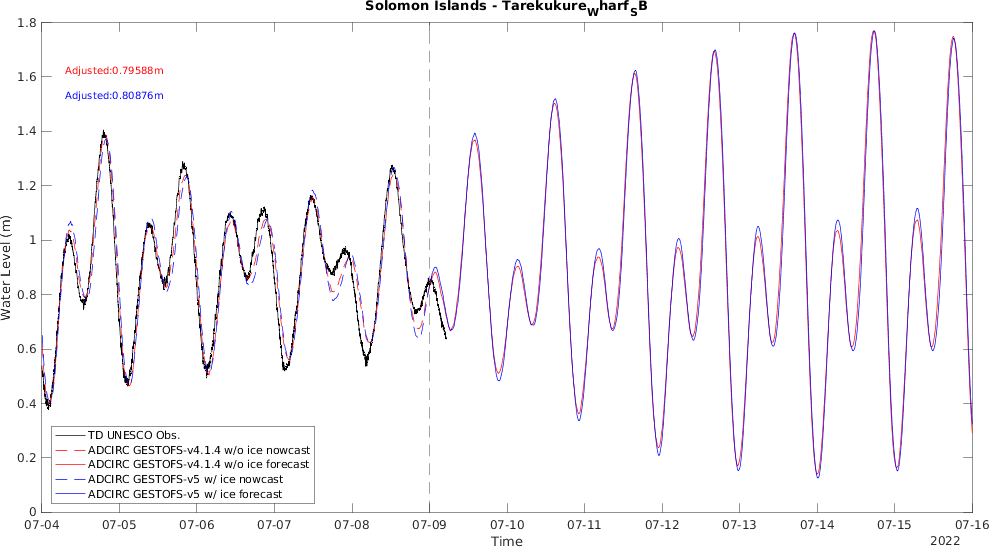 Solomon Islands - Tarekukure_Wharf_SB
Adjusted:0.79588m
Adjusted:0.80876m
Water Level (m)
1.8
1.6
1.4
1.2
1
0.8
0.6
0.4
0.2
0
TD UNESCO Obs.
ADCIRC GESTOFS-v4.1.4 w/o ice nowcast
ADCIRC GESTOFS-v4.1.4 w/o ice forecast
ADCIRC GESTOFS-v5 w/ ice nowcast
ADCIRC GESTOFS-v5 w/ ice forecast
07-04 07-05 07-06 07-07 07-08 07-09 07-10 07-11 07-12 07-13 07-14 07-15 07-16
Time
2022